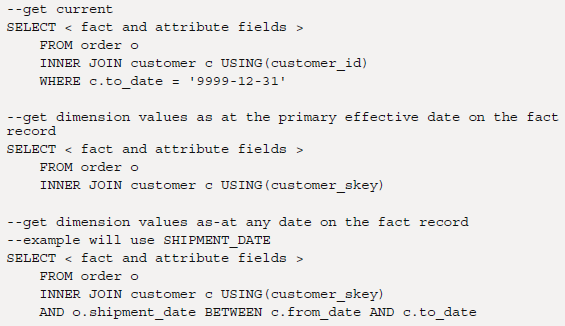 --get current
SELECT < fact and attribute fields >
    FROM order o
    INNER JOIN customer c USING(customer_id)
    WHERE c.to_date = '9999-12-31'

--get dimension values as at the primary effective date on the fact
record
SELECT < fact and attribute fields >
    FROM order o
    INNER JOIN customer c USING(customer_skey)

--get dimension values as-at any date on the fact record
--example will use SHIPMENT_DATE
SELECT < fact and attribute fields >
    FROM order o
    INNER JOIN customer c USING(customer_skey)
    AND o.shipment_date BETWEEN c.from_date AND c.to_date